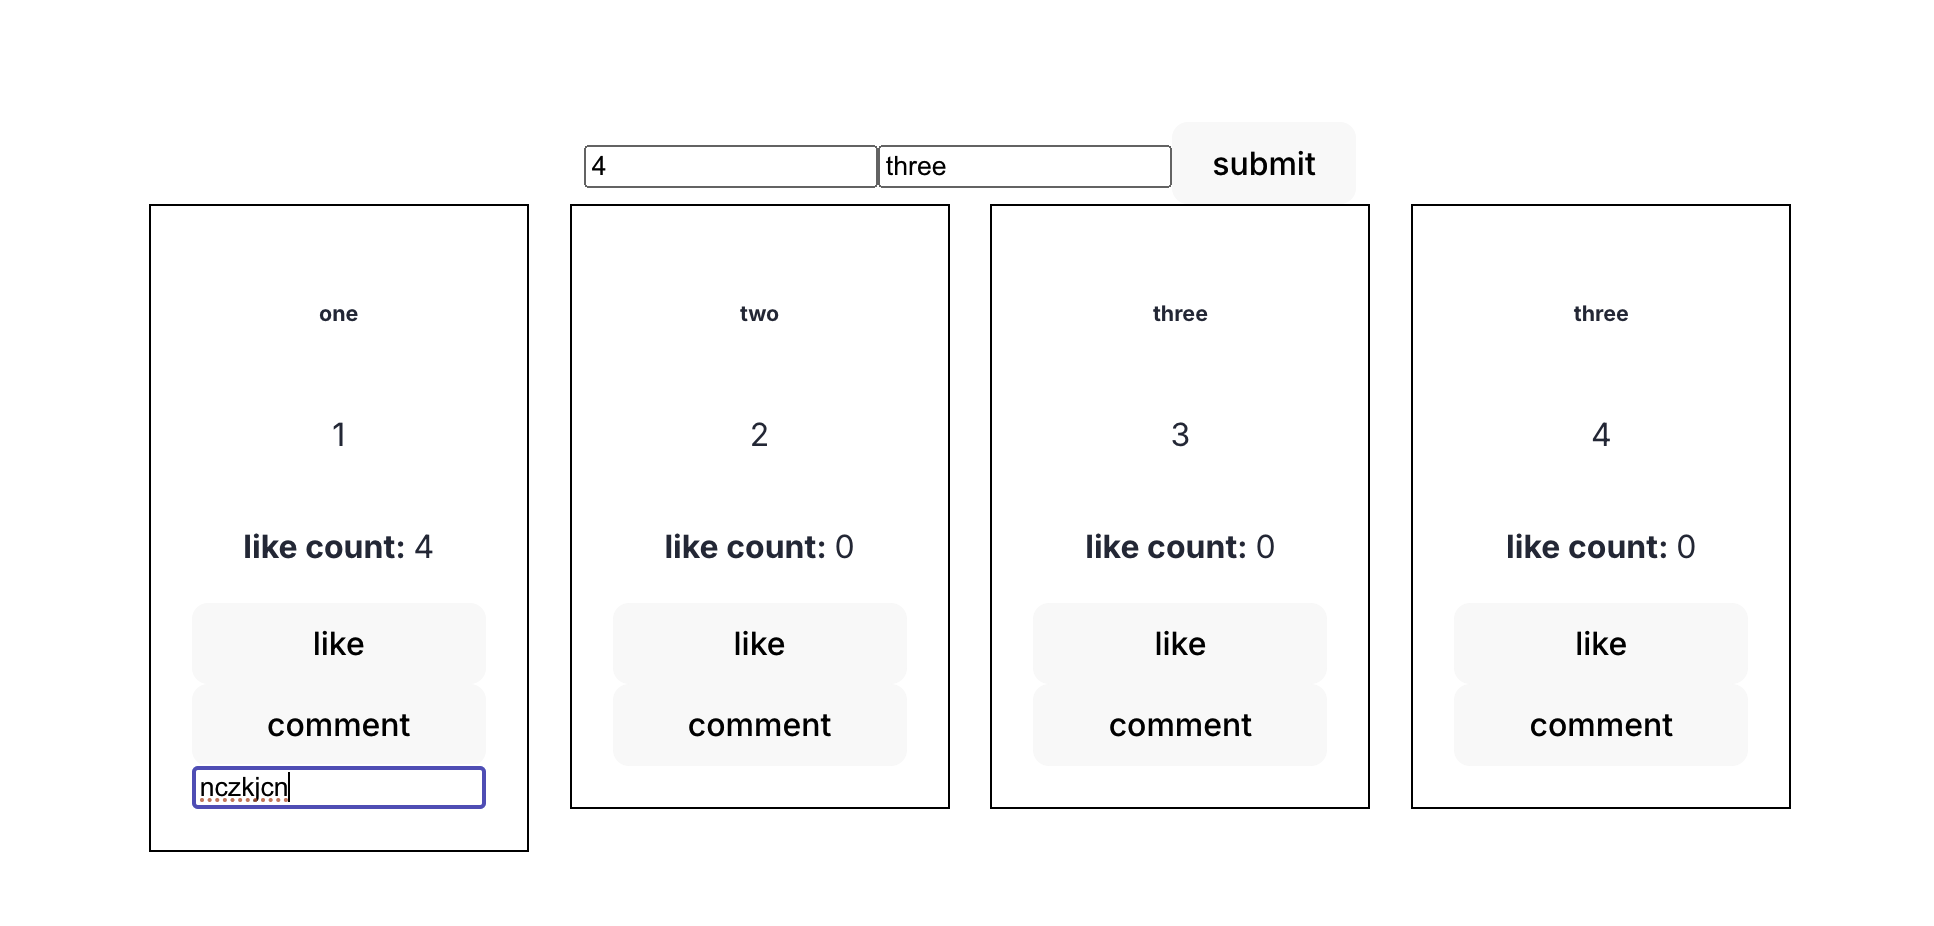 4 three submit
one two three three
1 2 3 4
like count: 4 like count: 0 like count: 0 like count: 0
like like like like
comment comment comment comment
nczkjcn